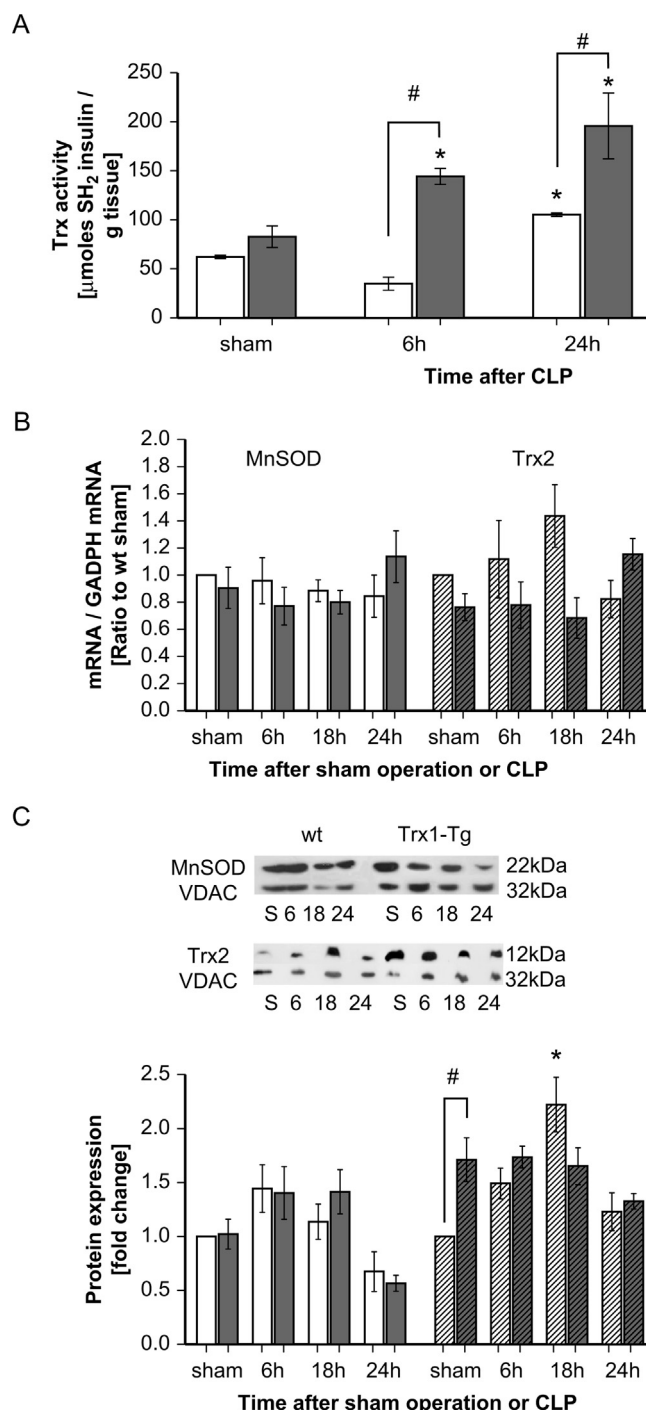 A
Trx activity
[µmoles SH2 insulin /
g tissue]
250
200
150
100
50
0
#
*
#
*
*
sham 6h 24h
Time after CLP
B
mRNA / GADPH mRNA
[Ratio to wt sham]
2.0
1.8
1.6
1.4
1.2
1.0
0.8
0.6
0.4
0.2
0.0
MnSOD Trx2
sham 6h 18h 24h sham 6h 18h 24h
Time after sham operation or CLP
C
wt Trx1-Tg
MnSOD 22kDa
VDAC 32kDa
S 6 18 24 S 6 18 24
Trx2 12kDa
VDAC 32kDa
S 6 18 24 S 6 18 24
Protein expression
[fold change]
2.5
2.0
1.5
1.0
0.5
0.0
#
*
sham 6h 18h 24h sham 6h 18h 24h
Time after sham operation or CLP